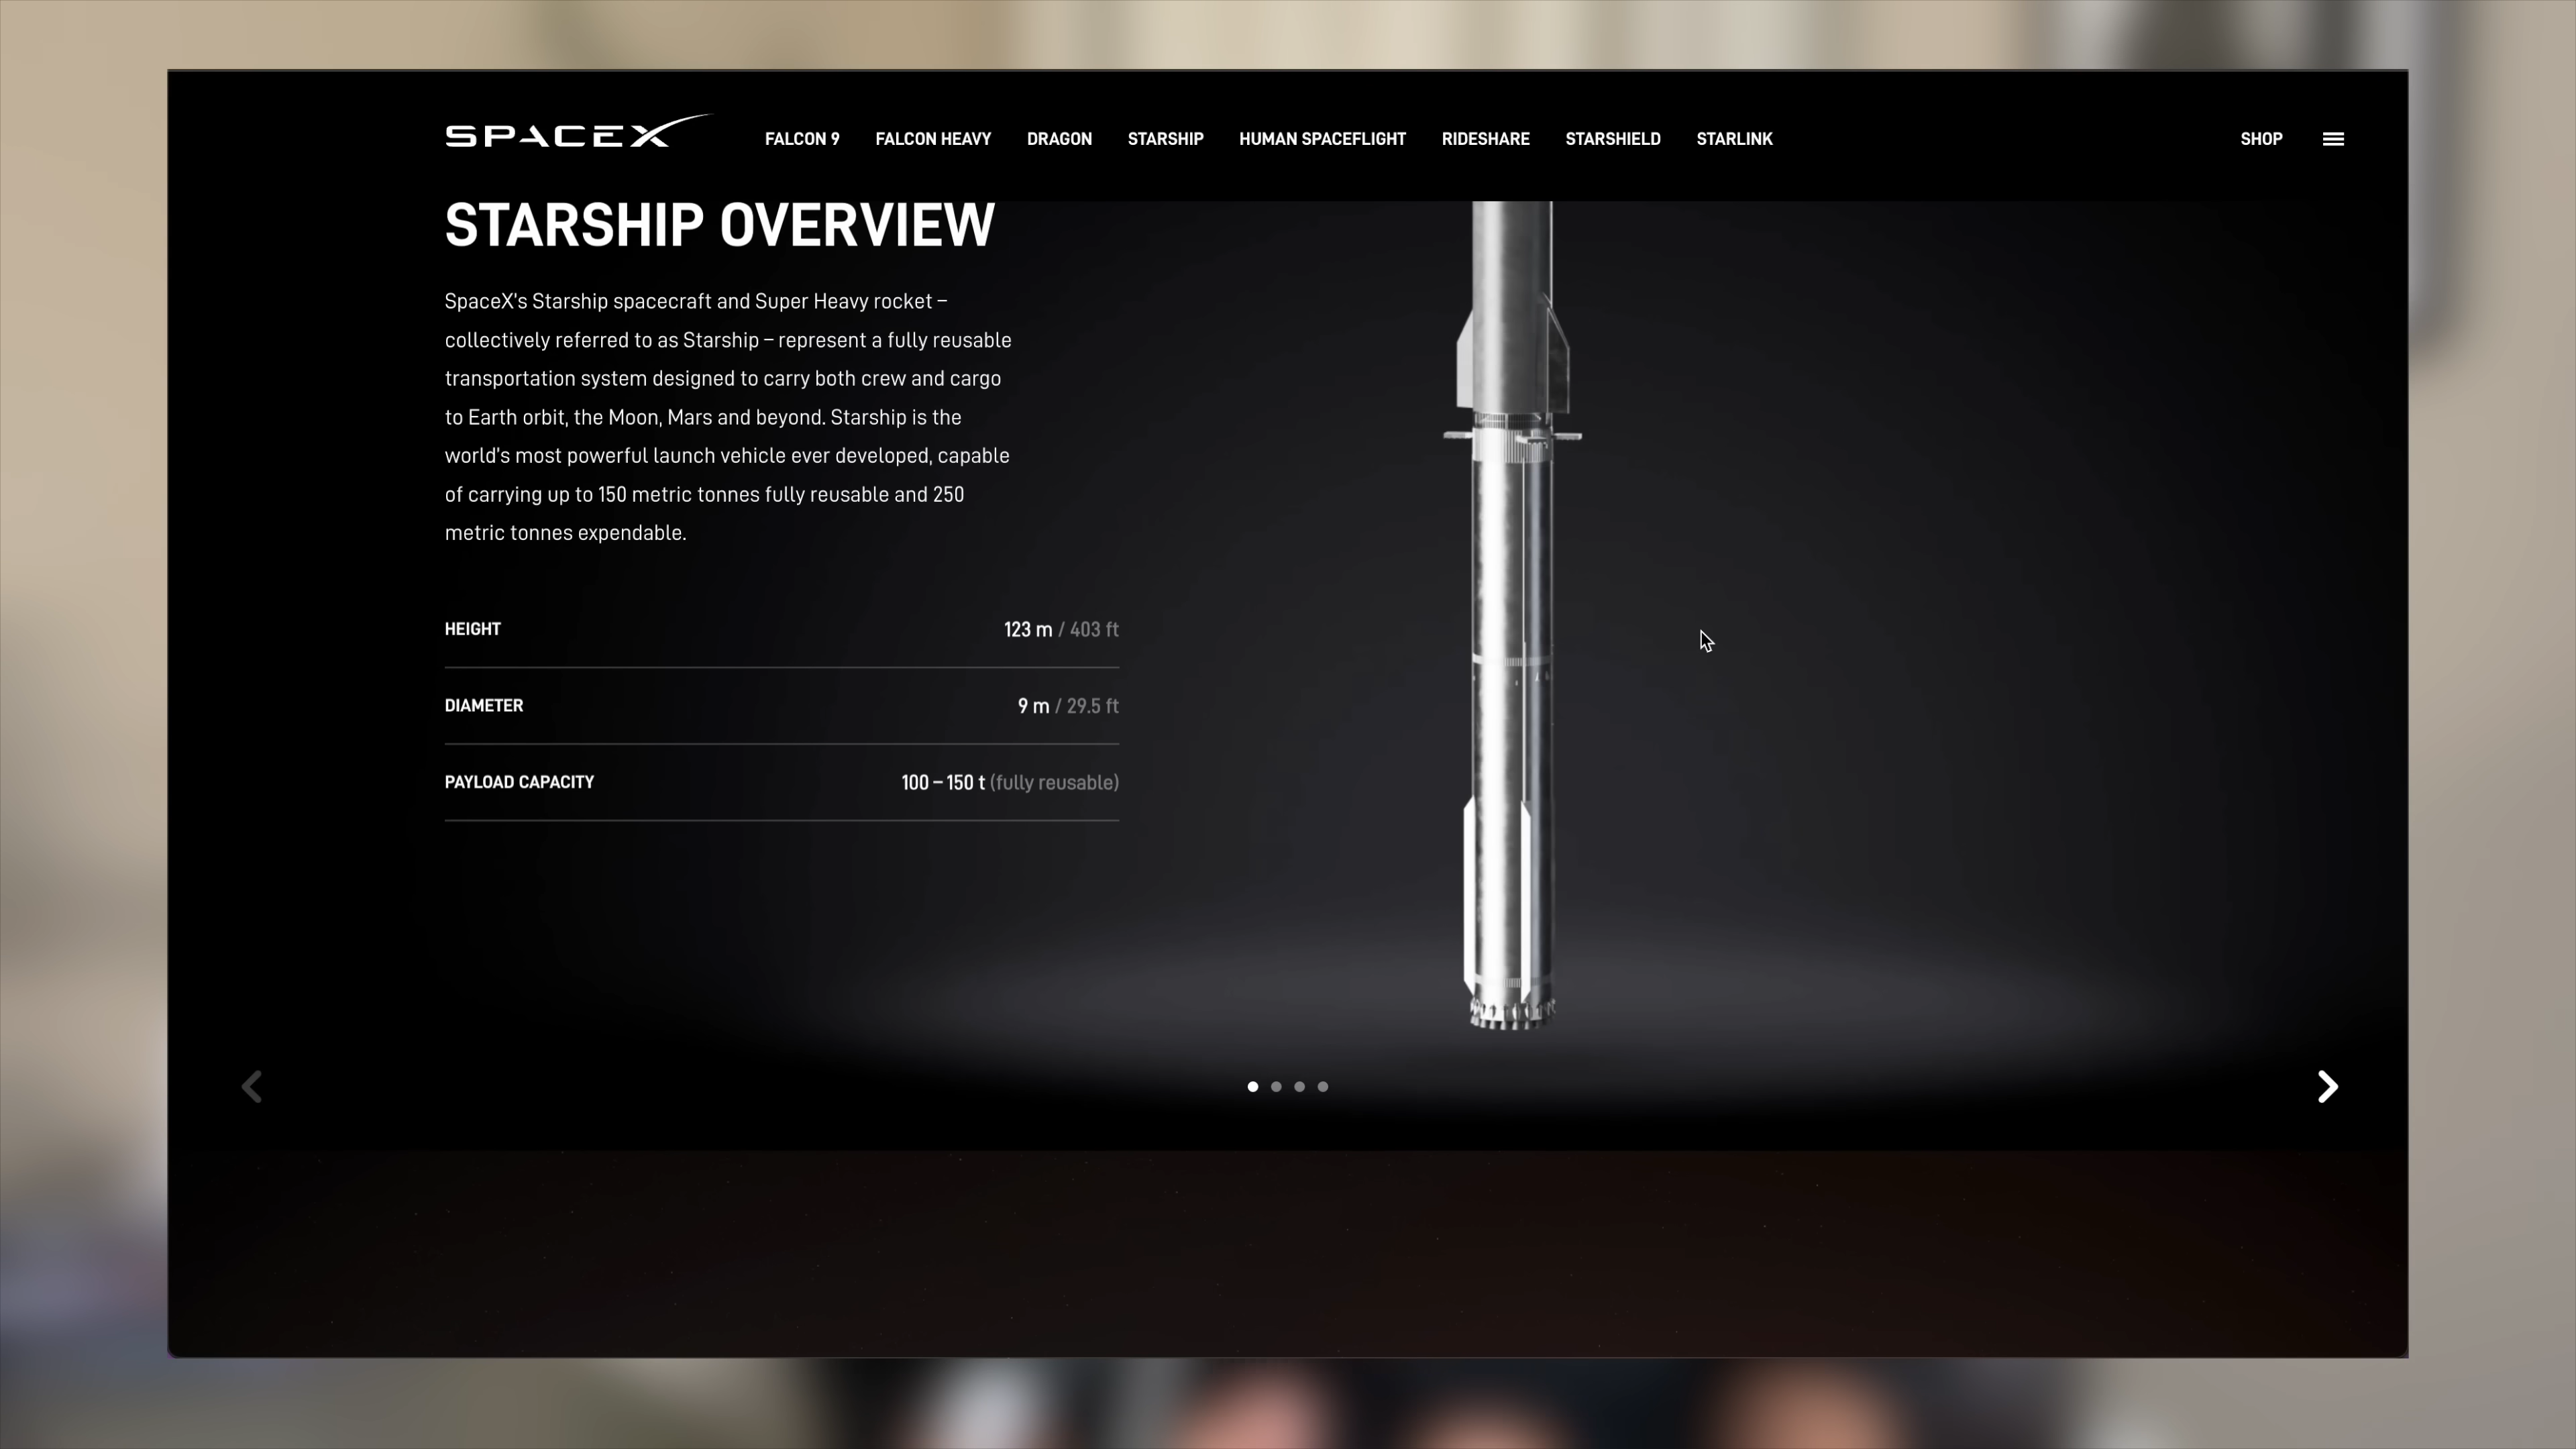 SPACEX FALCON 9 FALCON HEAVY DRAGON STARSHIP HUMAN SPACEFLIGHT RIDESHARE STARSHIELD STARLINK SHOP
STARSHIP OVERVIEW
SpaceX's Starship spacecraft and Super Heavy rocket –
collectively referred to as Starship – represent a fully reusable
transportation system designed to carry both crew and cargo
to Earth orbit, the Moon, Mars and beyond. Starship is the
world's most powerful launch vehicle ever developed, capable
of carrying up to 150 metric tonnes fully reusable and 250
metric tonnes expendable.
HEIGHT 123 m / 403 ft
DIAMETER 9 m / 29.5 ft
PAYLOAD CAPACITY 100 – 150 t (fully reusable)